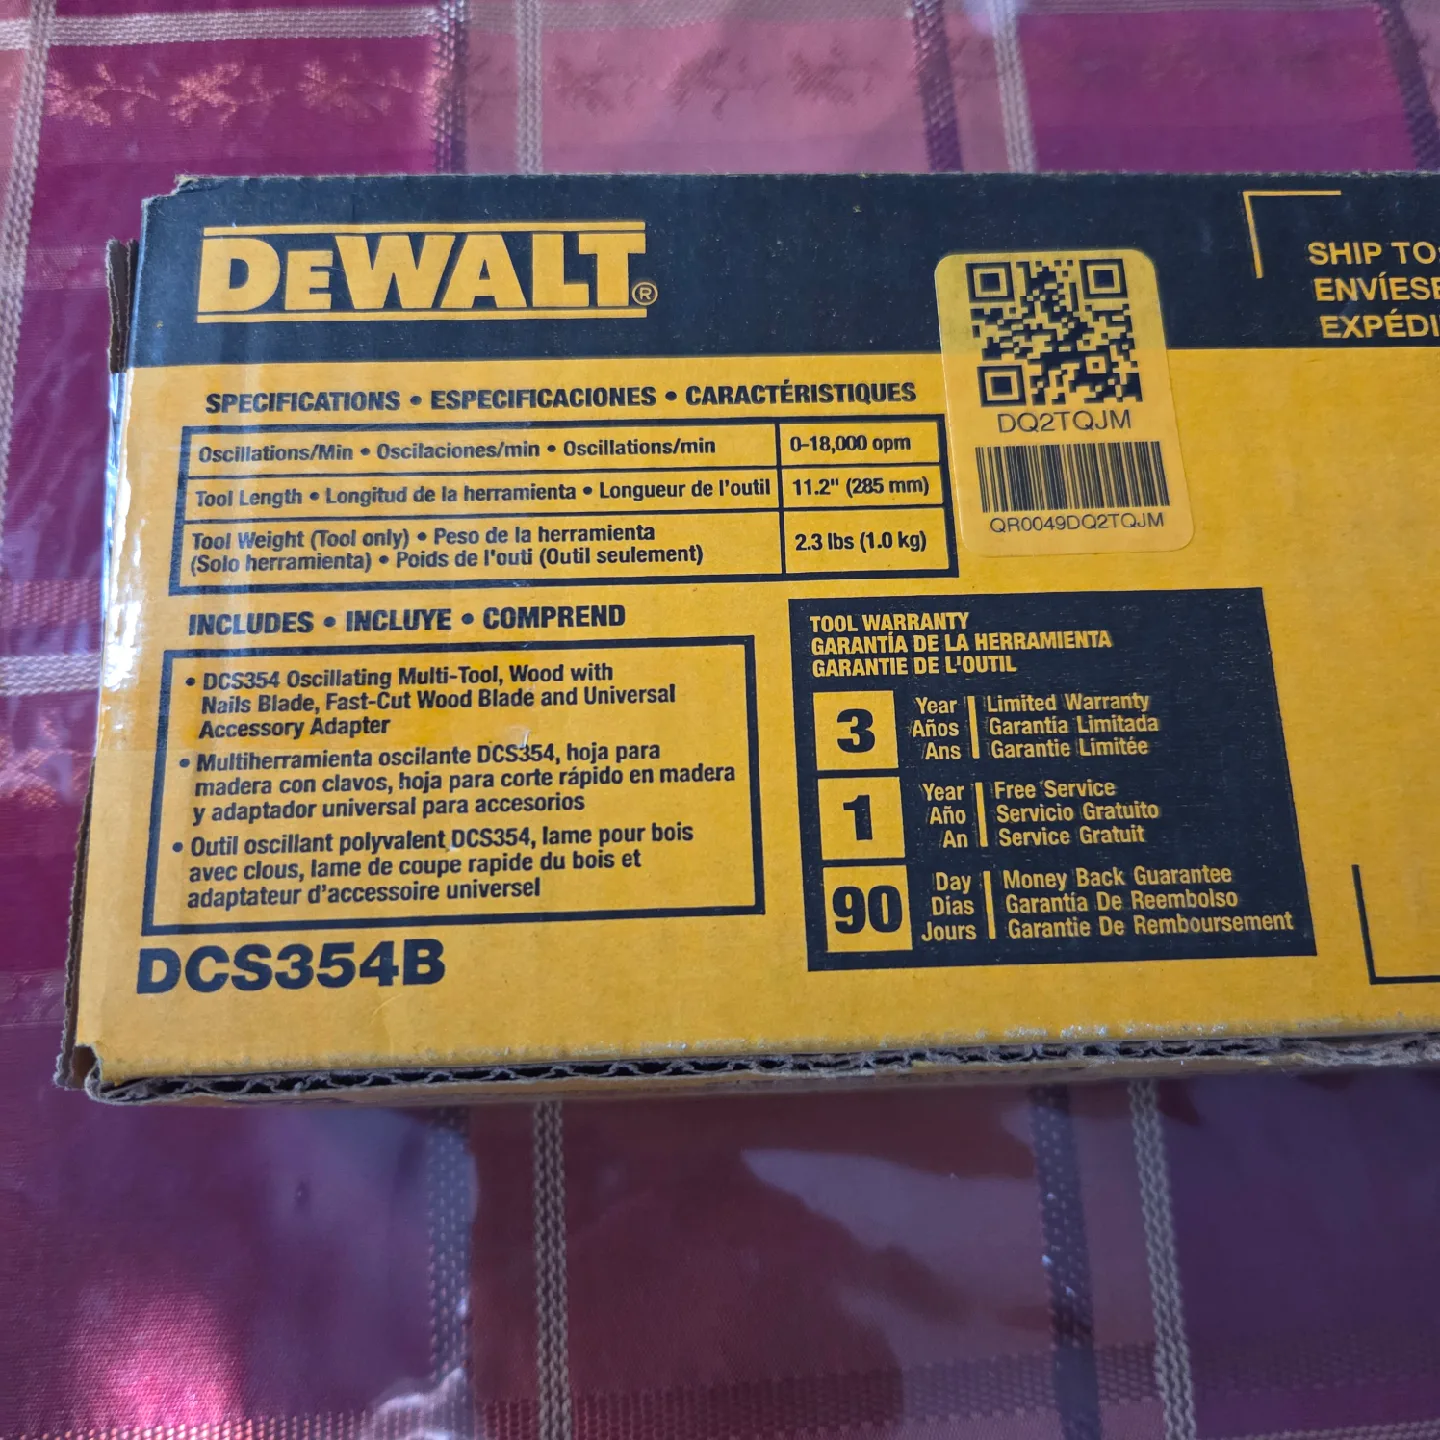 DEWALT®
SHIP TO:
SPECIFICATIONS • ESPECIFICACIONES • CARACTÉRISTIQUES
Oscillations/Min • Oscilaciones/min • Oscillations/min 0-18,000 opm
Tool Length • Longitud de la herramienta • Longueur de l'outil 11.2" (285 mm)
Tool Weight (Tool only) • Peso de la herramienta
(Solo herramienta) • Poids de l'outi (Outil seulement) 2.3 lbs (1.0 kg)
DQ2TQJM
QR0049DQ2TQJM
INCLUDES • INCLUYE • COMPREND
• DCS354 Oscillating Multi-Tool, Wood with
Nails Blade, Fast-Cut Wood Blade and Universal
Accessory Adapter
• Multiherramienta oscilante DCS354, hoja para
madera con clavos, hoja para corte rápido en madera
y adaptador universal para accesorios
• Outil oscillant polyvalent DCS354, lame pour bois
avec clous, lame de coupe rapide du bois et
adaptateur d'accessoire universel
DCS354B
TOOL WARRANTY
GARANTÍA DE LA HERRAMIENTA
GARANTIE DE L'OUTIL
3
Year Limited Warranty
Años Garantía Limitada
Ans Garantie Limitée
1
Year Free Service
Año Servicio Gratuito
An Service Gratuit
90
Day Money Back Guarantee
Días Garantía De Reembolso
Jours Garantie De Remboursement